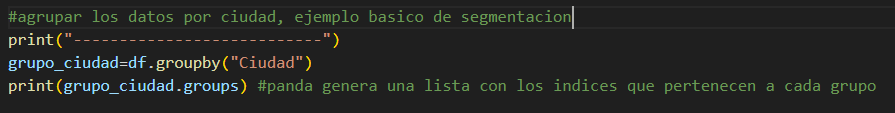 #agrupar los datos por ciudad, ejemplo basico de segmentacion
print("---------------------------")
grupo_ciudad=df.groupby("Ciudad")
print(grupo_ciudad.groups) #panda genera una lista con los indices que pertenecen a cada grupo